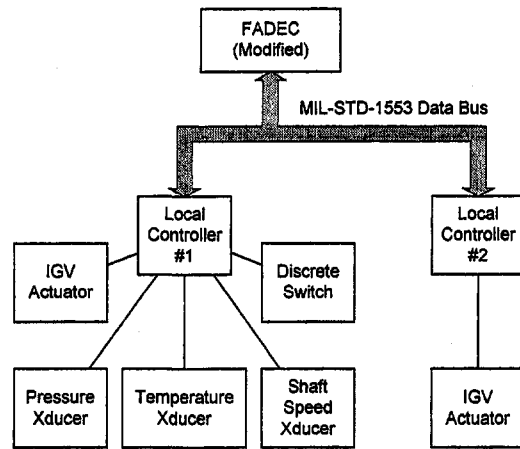 FADEC
(Modified)
MIL-STD-1553 Data Bus
Local
Controller
#1
Local
Controller
#2
IGV
Actuator
Discrete
Switch
Pressure
Xducer
Temperature
Xducer
Shaft
Speed
Xducer
IGV
Actuator